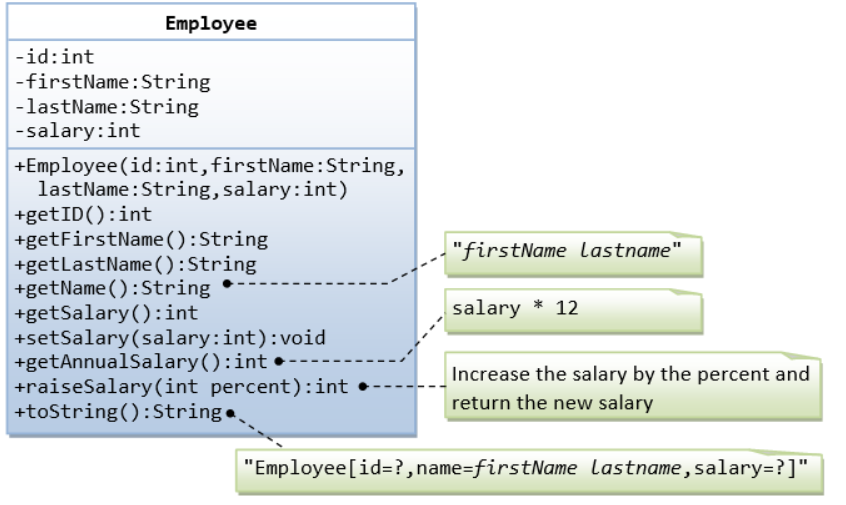 Employee
-id:int
-firstName:String
-lastName:String
-salary:int
+Employee(id:int,firstName:String,
lastName:String,salary:int)
+getID():int
+getFirstName():String
+getLastName():String
+getName():String
+getSalary():int
+setSalary(salary:int):void
+getAnnualSalary():int
+raiseSalary(int percent):int
+toString():String
"firstName lastname"
salary * 12
Increase the salary by the percent and
return the new salary
"Employee[id=?,name=firstName lastname,salary=?]"